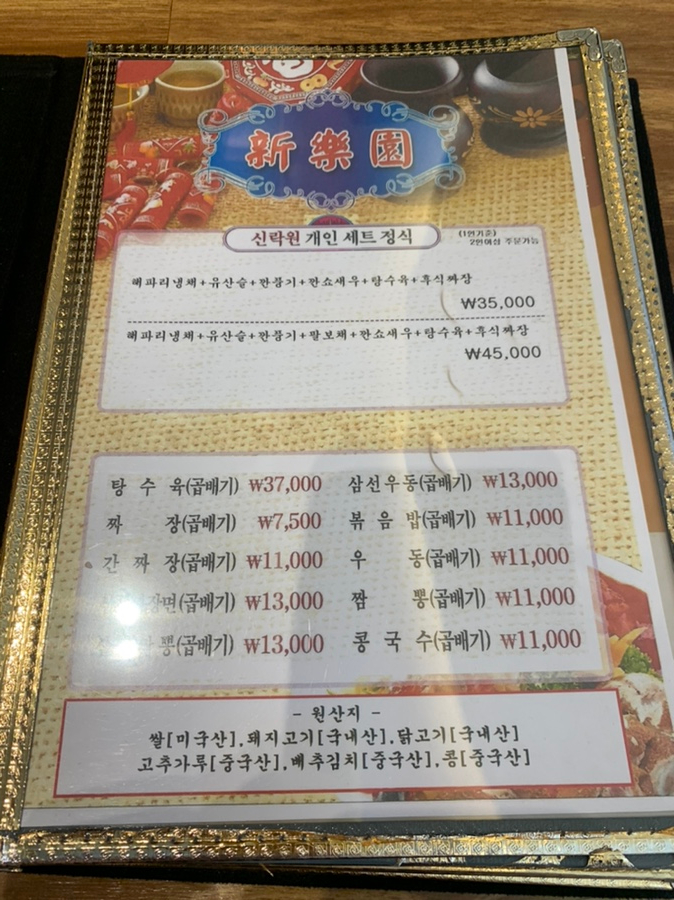 新樂園
신락원 개인 세트 정식
(1인기준)
2인이상 주문가능
해파리냉채+유산슬+깐풍기+깐쇼새우+탕수육+후식짜장
₩35,000
해파리냉채+유산슬+깐풍기+팔보채+깐쇼새우+탕수육+후식짜장
₩45,000
탕 수 육(곱배기) ₩37,000 삼선우동(곱배기) ₩13,000
짜 장(곱배기) ₩7,500 볶 음 밥(곱배기) ₩11,000
간 짜 장(곱배기) ₩11,000 우 동(곱배기) ₩11,000
장면(곱배기) ₩13,000 짬 뽕(곱배기) ₩11,000
뽕(곱배기) ₩13,000 콩 국 수(곱배기) ₩11,000
- 원산지 -
쌀[미국산],돼지고기[국내산],닭고기[국내산]
고추가루[중국산],배추김치[중국산],콩[중국산]